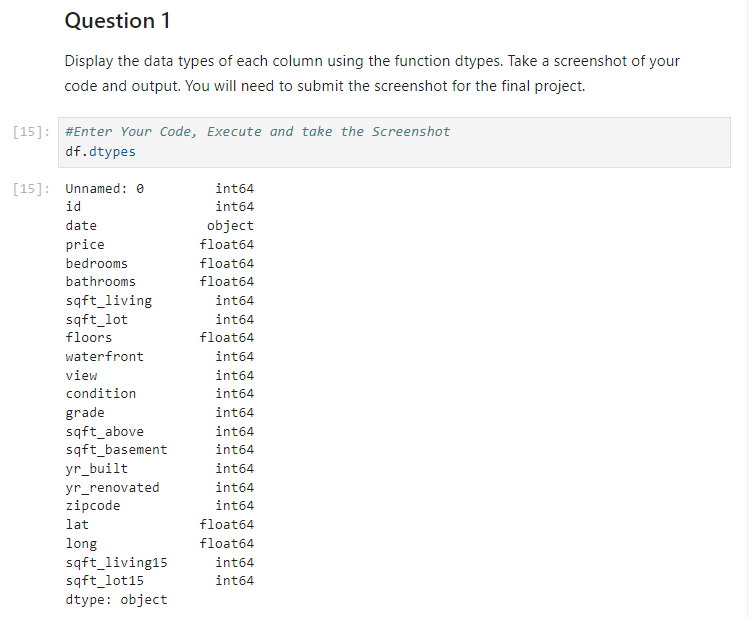 Question 1
Display the data types of each column using the function dtypes. Take a screenshot of your
code and output. You will need to submit the screenshot for the final project.
[15]: #Enter Your Code, Execute and take the Screenshot
df.dtypes
[15]: Unnamed: 0 int64
id int64
date object
price float64
bedrooms float64
bathrooms float64
sqft_living int64
sqft_lot int64
floors float64
waterfront int64
view int64
condition int64
grade int64
sqft_above int64
sqft_basement int64
yr_built int64
yr_renovated int64
zipcode int64
lat float64
long float64
sqft_living15 int64
sqft_lot15 int64
dtype: object